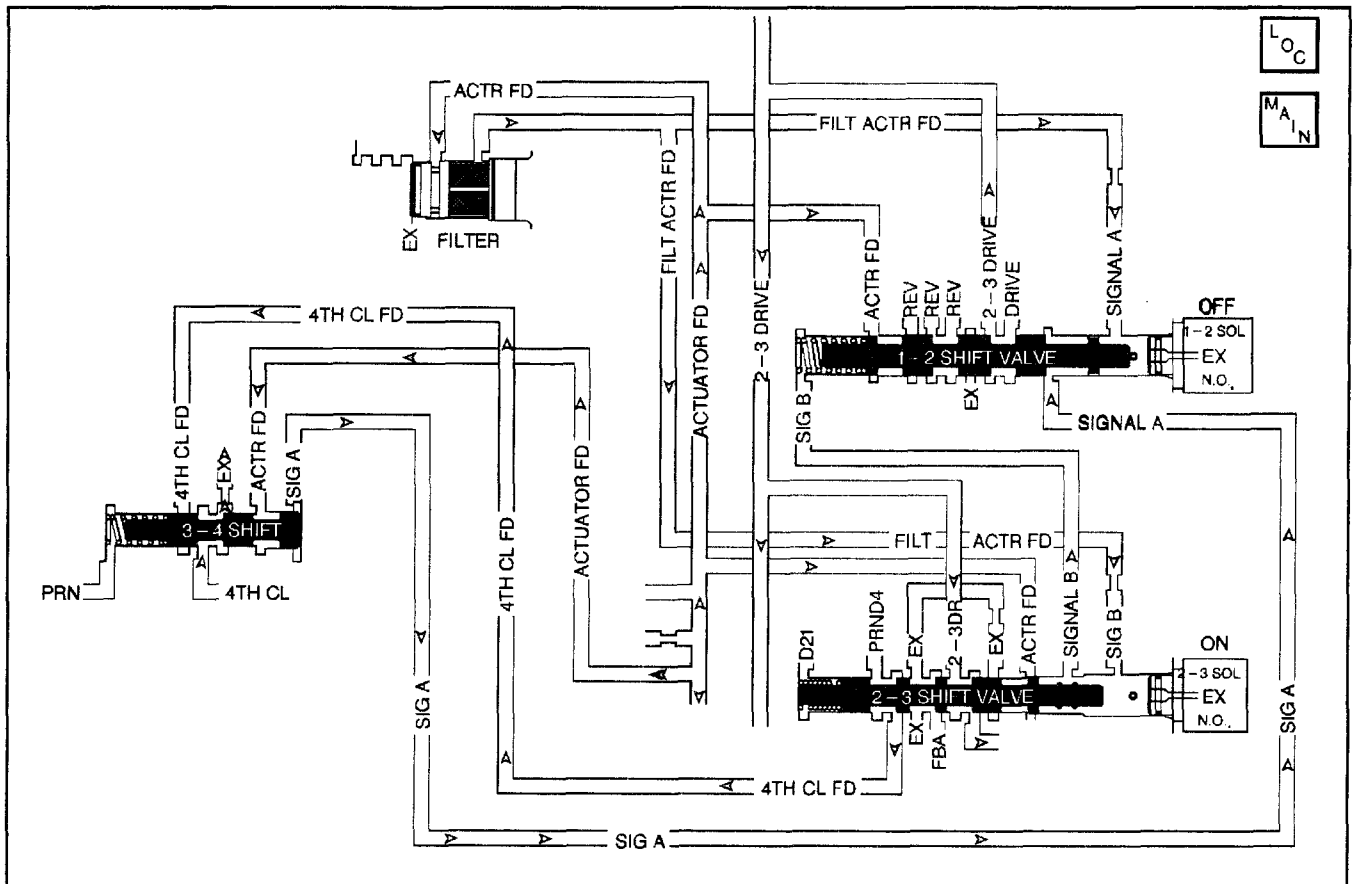 LOC
MAIN
ACTR FD
FILT ACTR FD
EX
FILTER
FILT ACTR FD
ACTUATOR FD
2-3 DRIVE
ACTR FD
REV
REV
REV
2-3 DRIVE
DRIVE
SIGNAL A
OFF
1-2 SOL
EX
N.O.
1-2 SHIFT VALVE
EX
SIG B
SIGNAL A
4TH CL FD
4TH CL FD
EX
ACTR FD
SIG A
3-4 SHIFT
PRN
4TH CL
ACTUATOR FD
4TH CL FD
SIG A
FILT ACTR FD
D21
PRND4
EX
2-3DR
EX
ACTR FD
SIGNAL B
SIG B
ON
2-3 SOL
EX
N.O.
2-3 SHIFT VALVE
EX
FBA
4TH CL FD
SIG A
SIG A